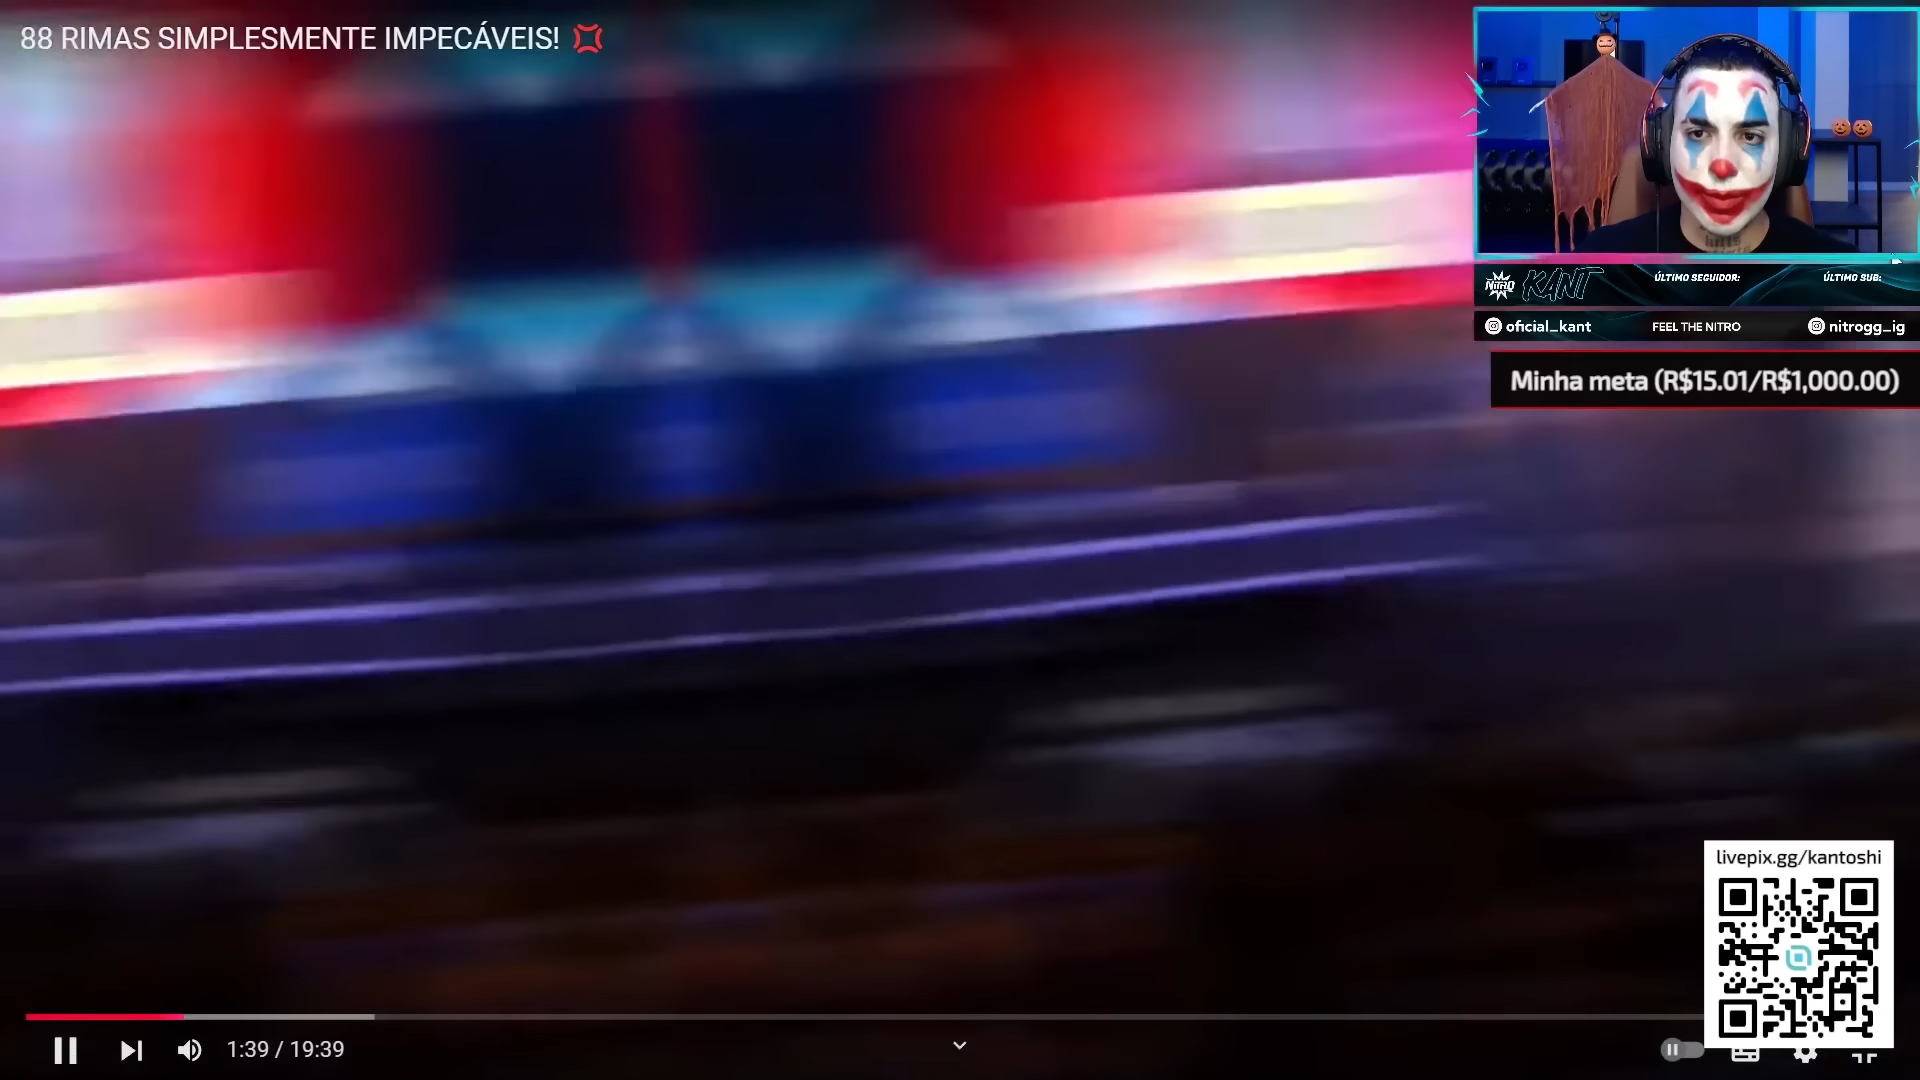 88 RIMAS SIMPLESMENTE IMPECÁVEIS!
NITRO KANT
ÚLTIMO SEGUIDOR:
ÚLTIMO SUB:
oficial_kant
FEEL THE NITRO
nitrogg_ig
Minha meta (R$15.01/R$1,000.00)
livepix.gg/kantoshi
1:39 / 19:39